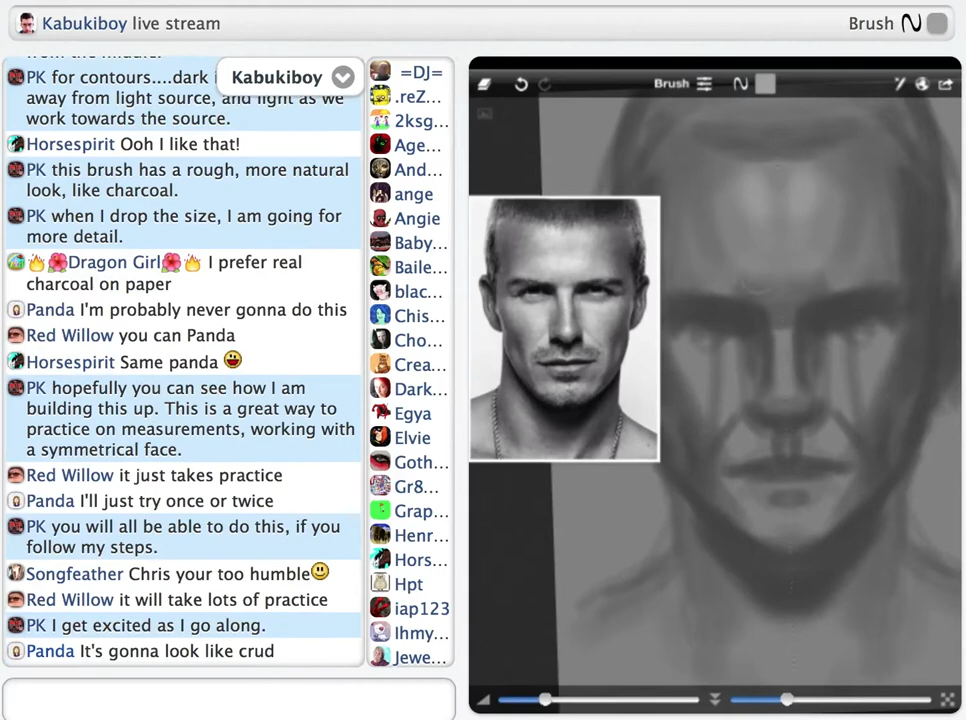 Kabukiboy live stream
Brush
from the middle.
PK for contours....dark
away from light source, and light as we
work towards the source.
Kabukiboy
Horsespirit Ooh I like that!
PK this brush has a rough, more natural
look, like charcoal.
PK when I drop the size, I am going for
more detail.
🔥🌺Dragon Girl🌺🔥 I prefer real
charcoal on paper
Panda I'm probably never gonna do this
Red Willow you can Panda
Horsespirit Same panda 😀
PK hopefully you can see how I am
building this up. This is a great way to
practice on measurements, working with
a symmetrical face.
Red Willow it just takes practice
Panda I'll just try once or twice
PK you will all be able to do this, if you
follow my steps.
Songfeather Chris your too humble🙂
Red Willow it will take lots of practice
PK I get excited as I go along.
Panda It's gonna look like crud
=DJ=
.reZ...
2ksg...
Age...
And...
ange
Angie
Baby...
Baile...
blac...
Chis...
Cho...
Crea...
Dark...
Egya
Elvie
Goth...
Gr8...
Grap...
Henr...
Hors...
Hpt
iap123
Ihmy...
Jewe...
Brush